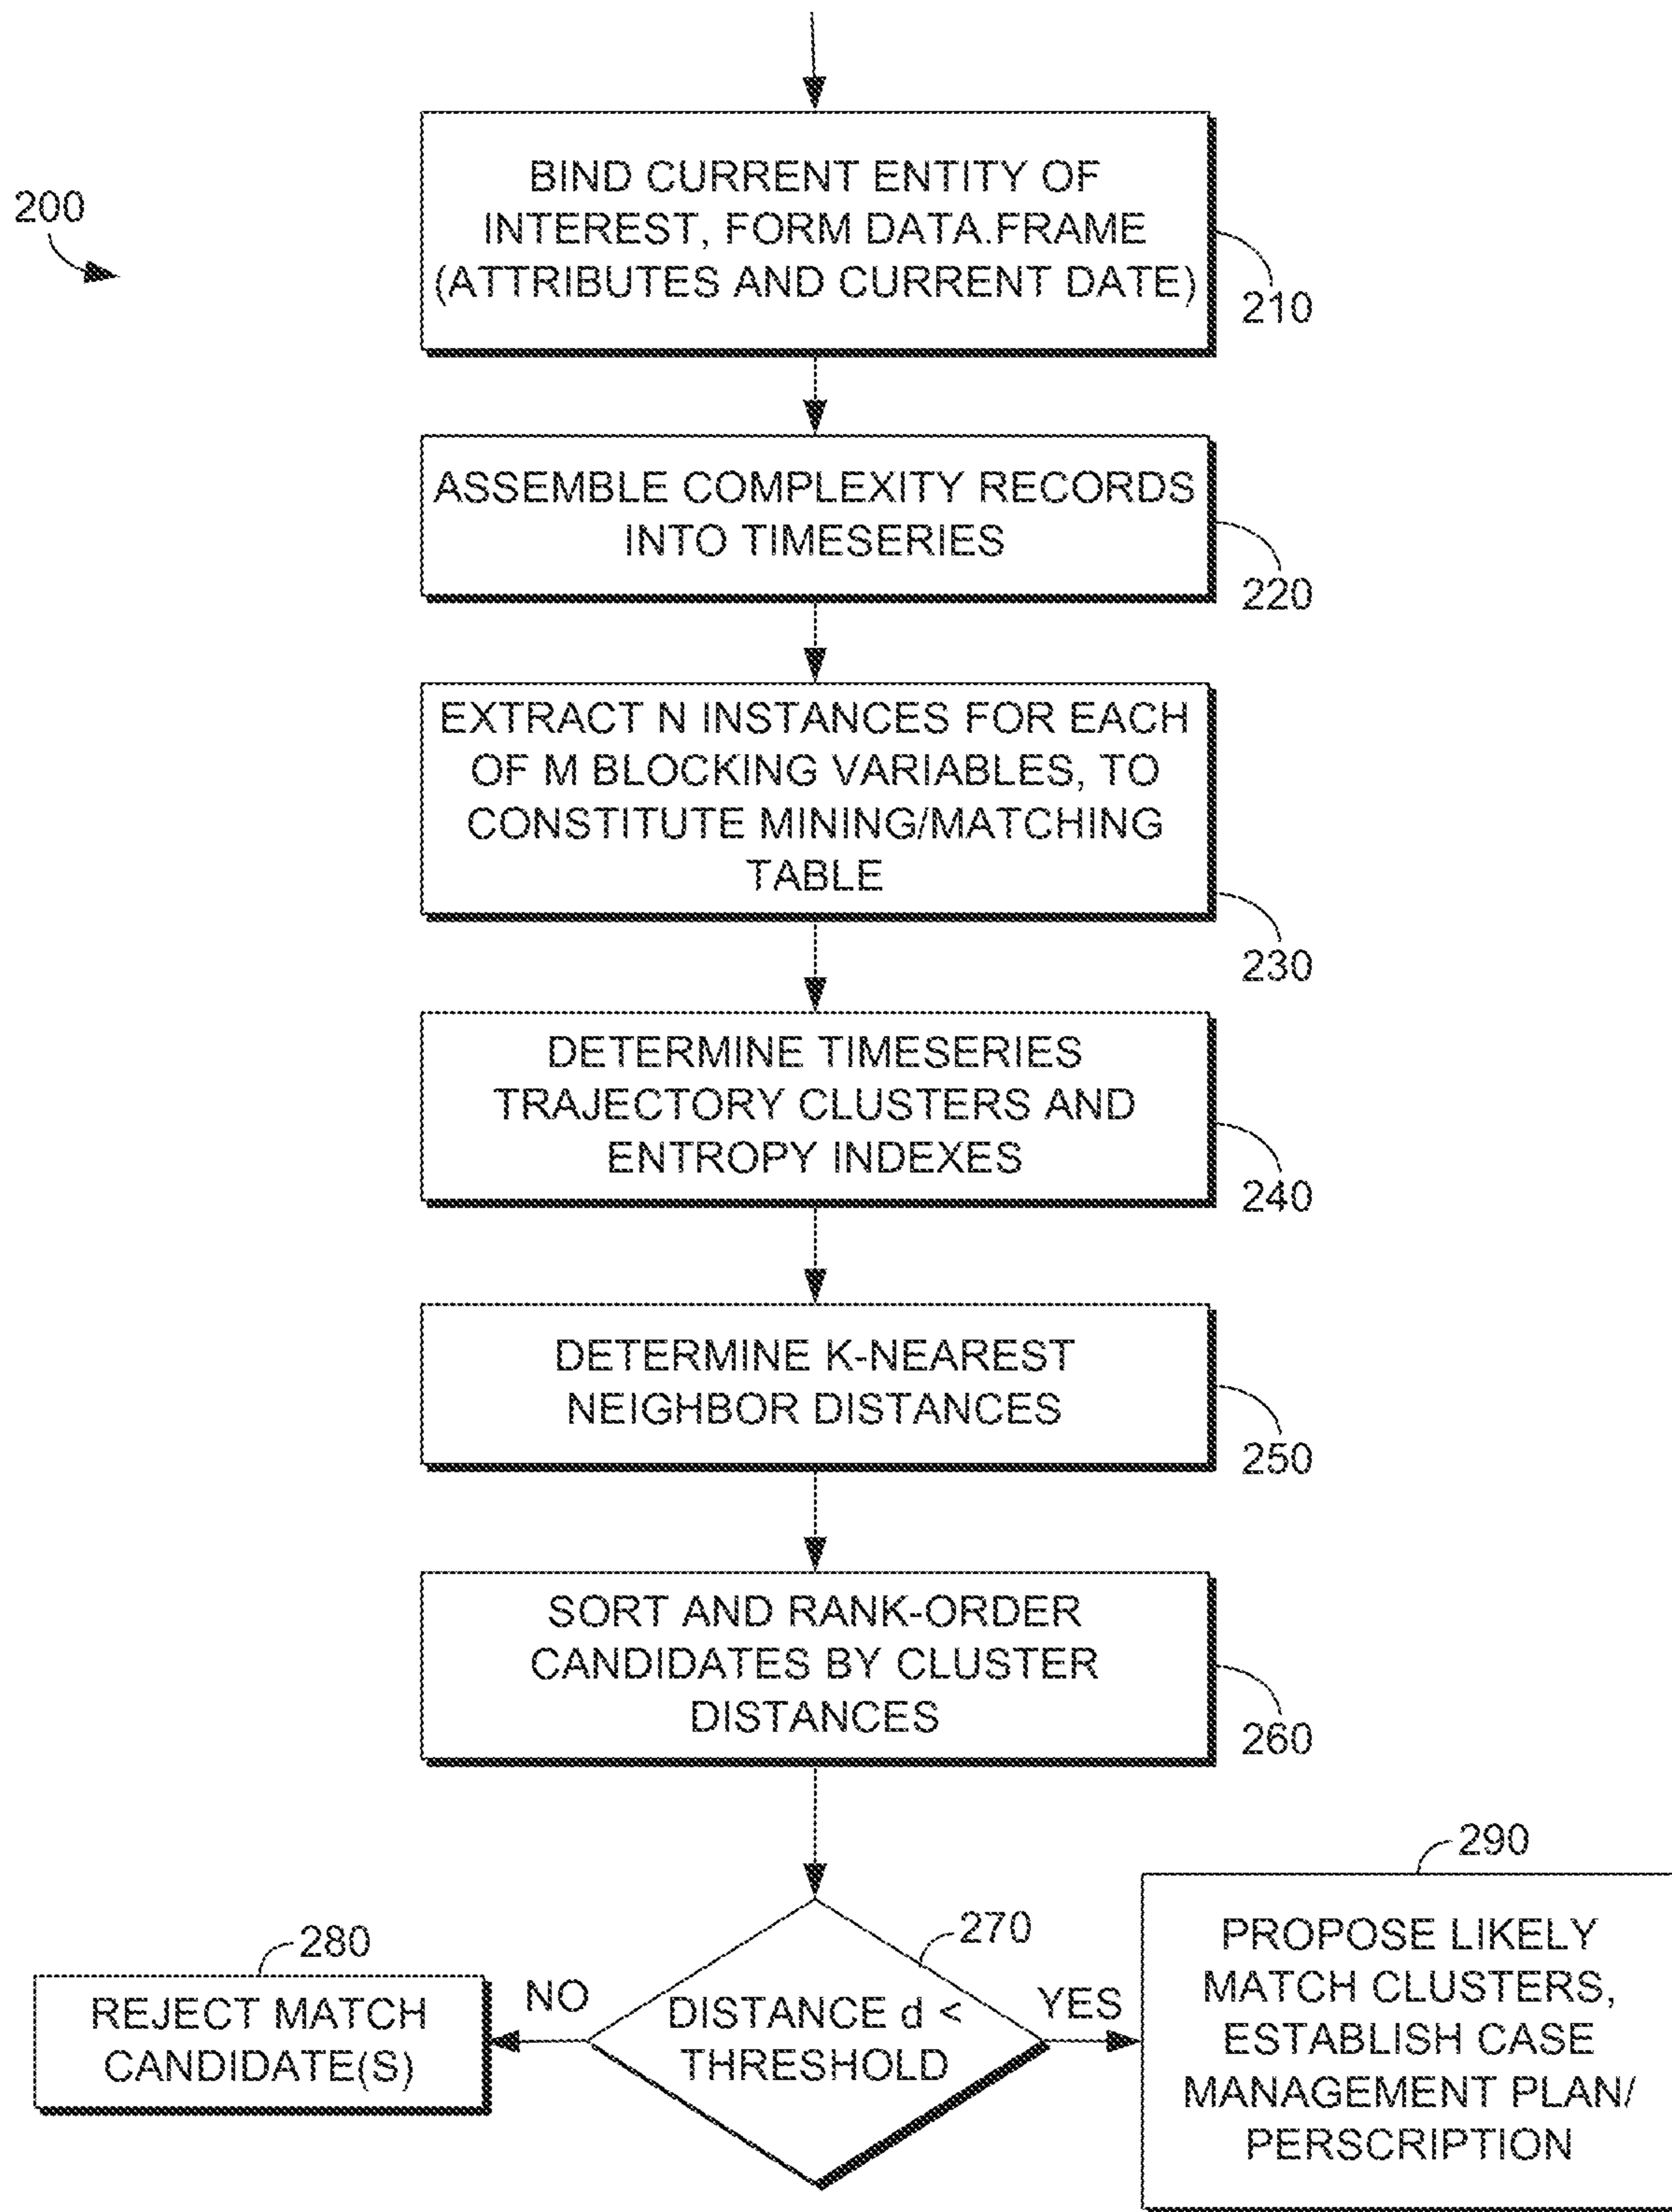 200
BIND CURRENT ENTITY OF
INTEREST, FORM DATA.FRAME
(ATTRIBUTES AND CURRENT DATE)
210
ASSEMBLE COMPLEXITY RECORDS
INTO TIMESERIES
220
EXTRACT N INSTANCES FOR EACH
OF M BLOCKING VARIABLES, TO
CONSTITUTE MINING/MATCHING
TABLE
230
DETERMINE TIMESERIES
TRAJECTORY CLUSTERS AND
ENTROPY INDEXES
240
DETERMINE K-NEAREST
NEIGHBOR DISTANCES
250
SORT AND RANK-ORDER
CANDIDATES BY CLUSTER
DISTANCES
260
270
DISTANCE d <
THRESHOLD
NO
280
REJECT MATCH
CANDIDATE(S)
YES
290
PROPOSE LIKELY
MATCH CLUSTERS,
ESTABLISH CASE
MANAGEMENT PLAN/
PERSCRIPTION